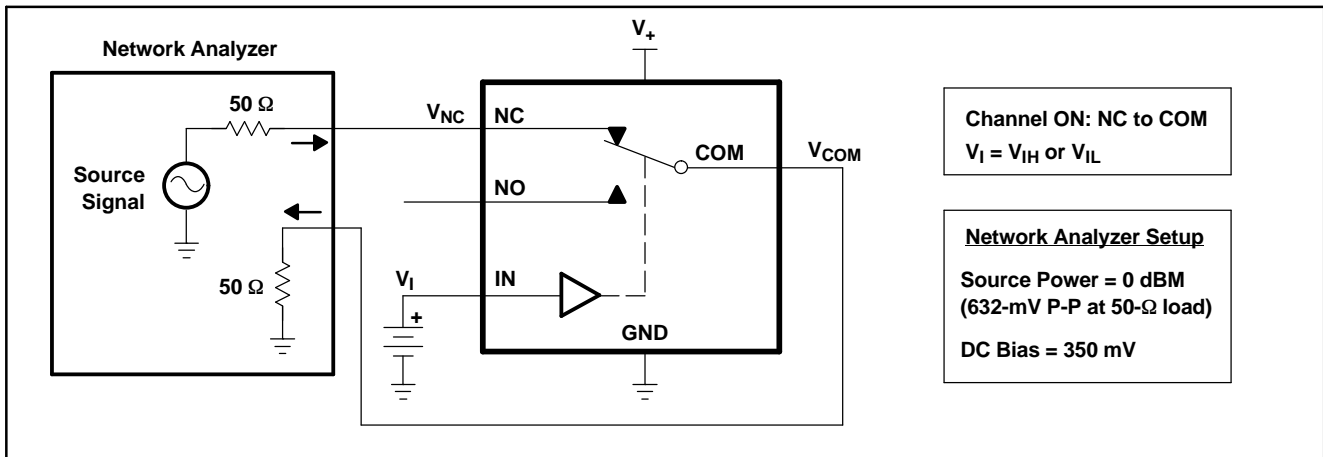 Network Analyzer
50 Ω
Source
Signal
50 Ω
V+
VNC
NC
NO
COM
VCOM
VI
IN
+
GND
Channel ON: NC to COM
VI = VIH or VIL
Network Analyzer Setup
Source Power = 0 dBM
(632-mV P-P at 50-Ω load)
DC Bias = 350 mV